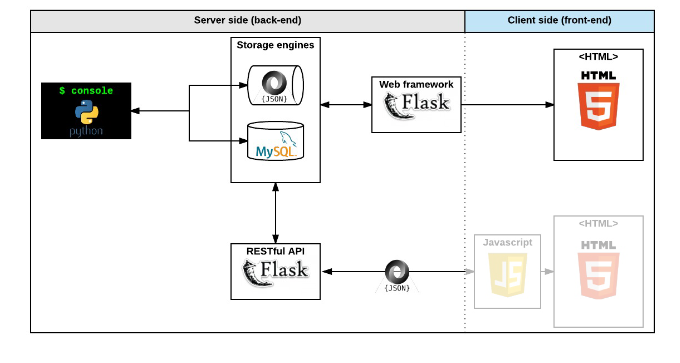 Server side (back-end)
Client side (front-end)
Storage engines
<HTML>
$ console
python
{JSON}
MySQL
Web framework
Flask
HTML
5
RESTful API
Flask
{JSON}
Javascript
JS
<HTML>
HTML
5